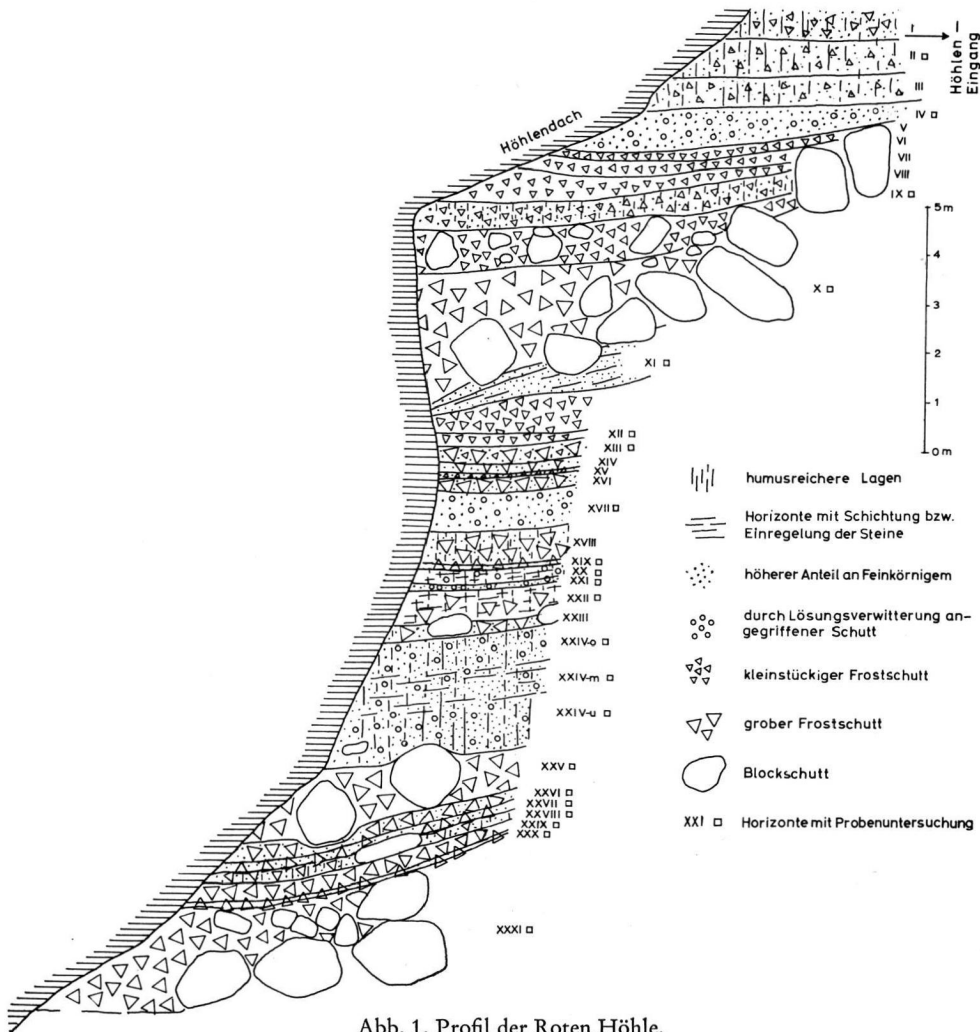 I
II □
III
IV □
V
VI
VII
VIII
IX □
Höhlen –
Eingang
Höhlendach
5m
4
3
2
1
0m
X □
XI □
XII □
XIII □
XIV
XV
XVI
XVII □
XVIII
XIX □
XX □
XXI □
XXII □
XXIII
XXIV-o □
XXIV-m □
XXIV-u □
XXV □
XXVI □
XXVII □
XXVIII □
XXIX □
XXX □
XXXI □
humusreichere Lagen
Horizonte mit Schichtung bzw.
Einregelung der Steine
höherer Anteil an Feinkörnigem
durch Lösungsverwitterung an-
gegriffener Schutt
kleinstückiger Frostschutt
grober Frostschutt
Blockschutt
XXI □ Horizonte mit Probenuntersuchung
Abb. 1. Profil der Roten Höhle.